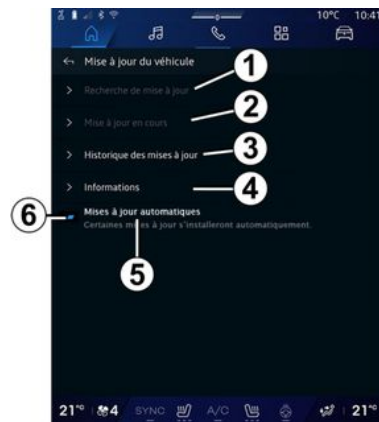 10°C 10:41
Mise à jour du véhicule
1
Recherche de mise à jour
2
Mise à jour en cours
Historique des mises à jour
3
Informations
4
6
Mises à jour automatiques
Certaines mises à jour s'installeront automatiquement.
5
21°C 4 SYNC A/C 21°C